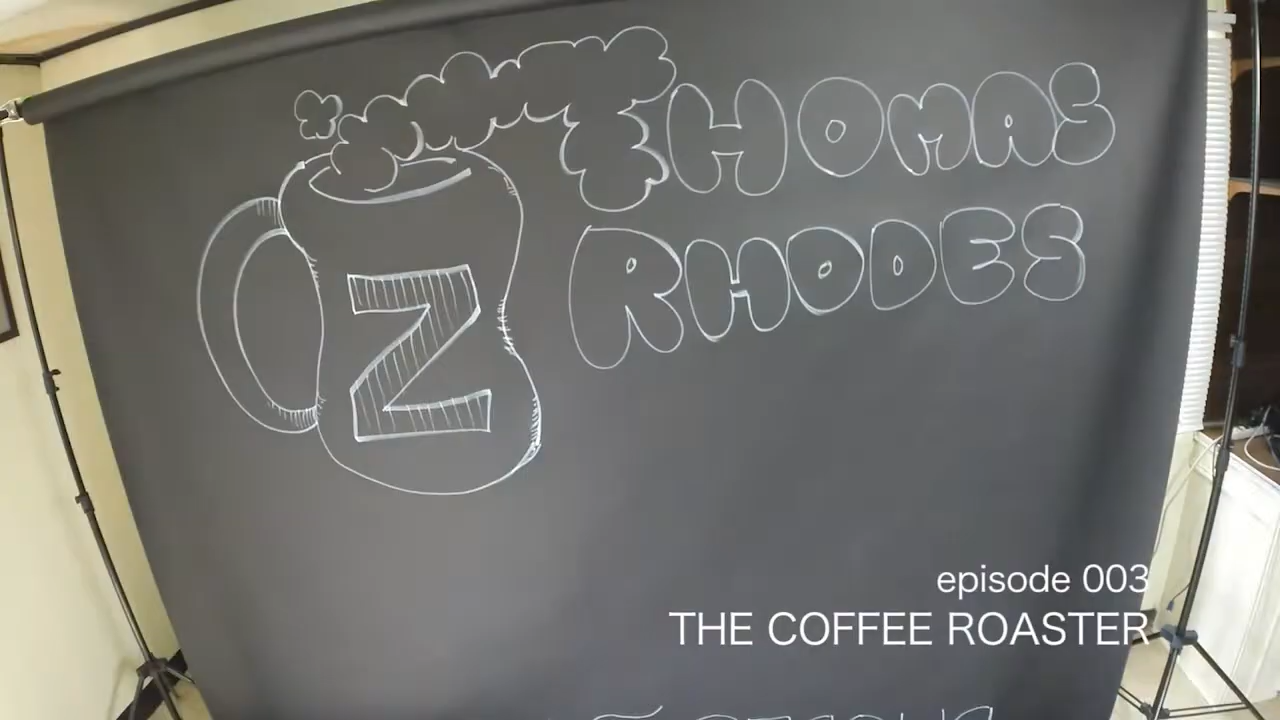 THOMAS
RHODES
Z
episode 003
THE COFFEE ROASTER